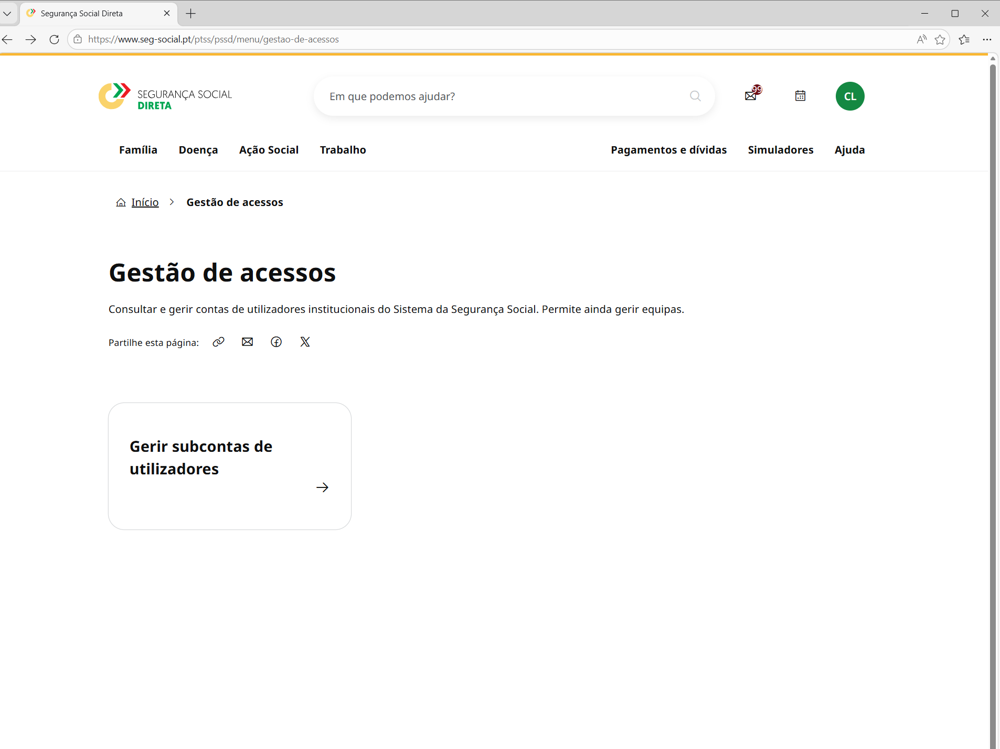 Segurança Social Direta
https://www.seg-social.pt/ptss/pssd/menu/gestao-de-acessos
SEGURANÇA SOCIAL
DIRETA
Em que podemos ajudar?
99
CL
Família
Doença
Ação Social
Trabalho
Pagamentos e dívidas
Simuladores
Ajuda
Início
Gestão de acessos
Gestão de acessos
Consultar e gerir contas de utilizadores institucionais do Sistema da Segurança Social. Permite ainda gerir equipas.
Partilhe esta página:
Gerir subcontas de
utilizadores